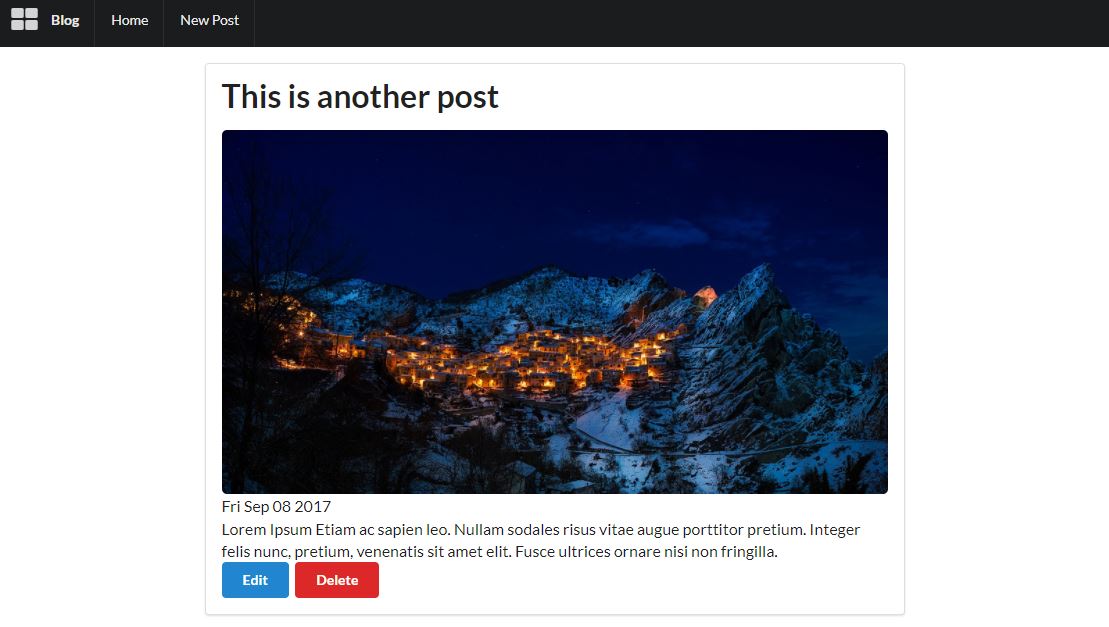 Blog Home New Post
This is another post
Fri Sep 08 2017
Lorem Ipsum Etiam ac sapien leo. Nullam sodales risus vitae augue porttitor pretium. Integer
felis nunc, pretium, venenatis sit amet elit. Fusce ultrices ornare nisi non fringilla.
Edit Delete